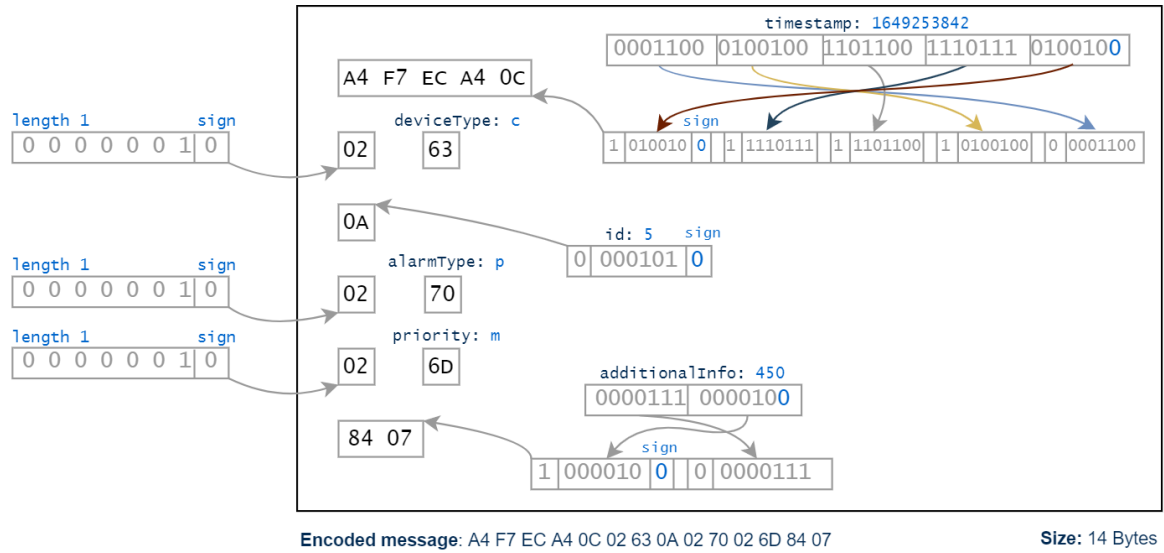 timestamp: 1649253842
0001100 0100100 1101100 1110111 0100100
A4 F7 EC A4 0C
sign
1 010010 0 1 1110111 1 1101100 1 0100100 0 0001100
length 1 sign
0 0 0 0 0 0 1 0
deviceType: c
02 63
0A
id: 5 sign
0 000101 0
length 1 sign
0 0 0 0 0 0 1 0
alarmType: p
02 70
length 1 sign
0 0 0 0 0 0 1 0
priority: m
02 6D
additionalInfo: 450
0000111 0000100
84 07
sign
1 000010 0 0 0000111
Encoded message: A4 F7 EC A4 0C 02 63 0A 02 70 02 6D 84 07
Size: 14 Bytes